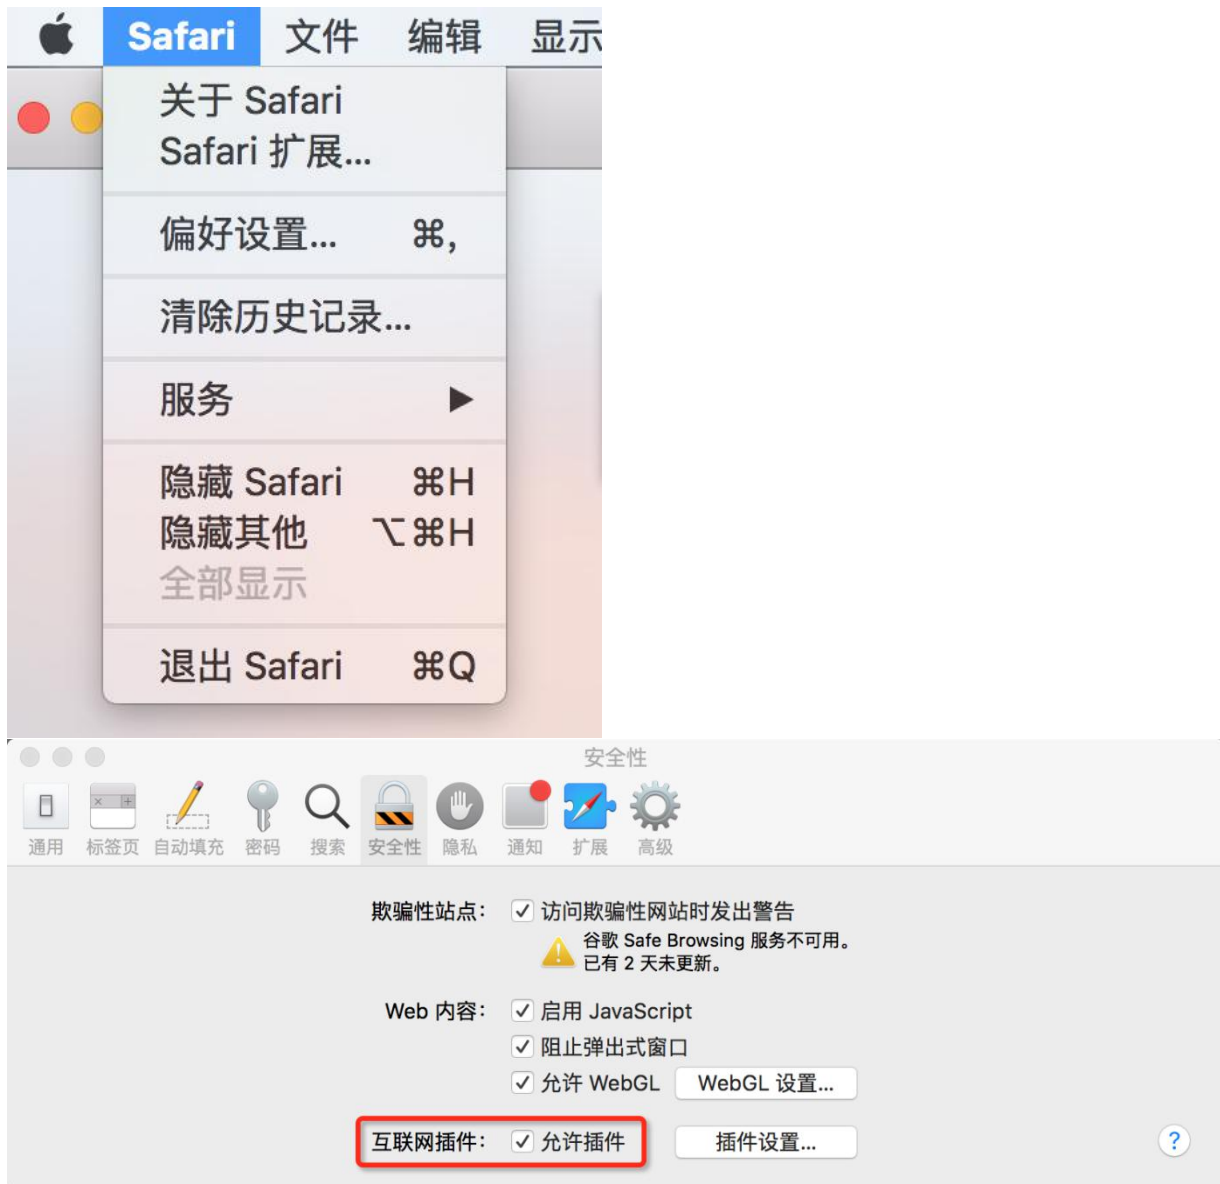 Safari 文件 编辑 显示
关于 Safari
Safari 扩展...
偏好设置... ⌘,
清除历史记录...
服务 ▶
隐藏 Safari ⌘H
隐藏其他 ⌥⌘H
全部显示
退出 Safari ⌘Q
安全性
通用 标签页 自动填充 密码 搜索 安全性 隐私 通知 扩展 高级
欺骗性站点： 访问欺骗性网站时发出警告
谷歌 Safe Browsing 服务不可用。
已有 2 天未更新。
Web 内容： 启用 JavaScript
阻止弹出式窗口
允许 WebGL WebGL 设置...
互联网插件： 允许插件 插件设置... ?